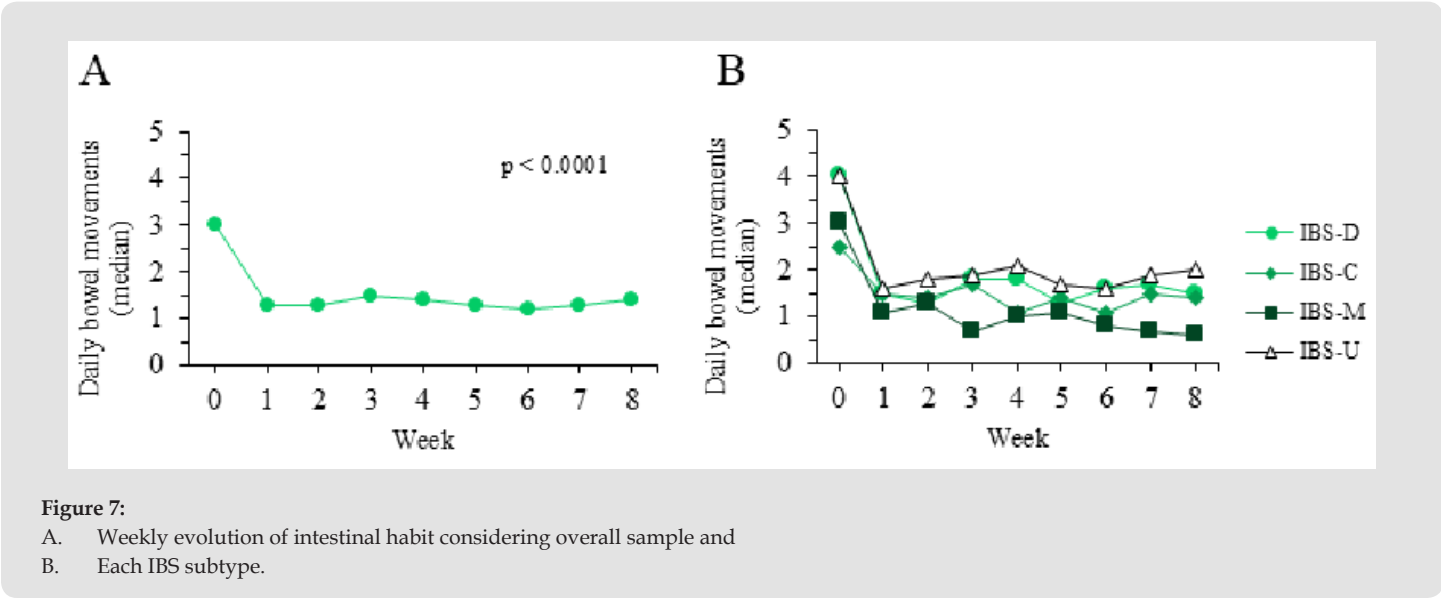 A
Daily bowel movements
(median)
5
4
3
2
1
0
p < 0.0001
0 1 2 3 4 5 6 7 8
Week
B
Daily bowel movements
(median)
5
4
3
2
1
0
0 1 2 3 4 5 6 7 8
Week
IBS-D
IBS-C
IBS-M
IBS-U
Figure 7:
A. Weekly evolution of intestinal habit considering overall sample and
B. Each IBS subtype.